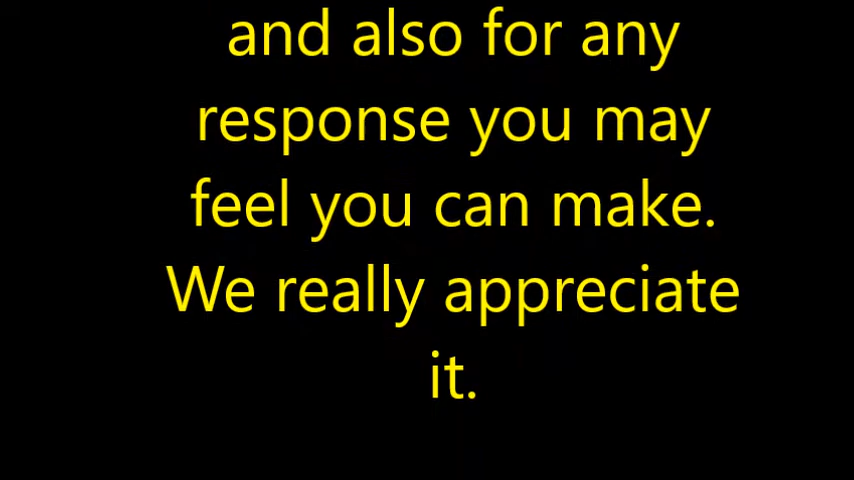 and also for any
response you may
feel you can make.
We really appreciate
it.